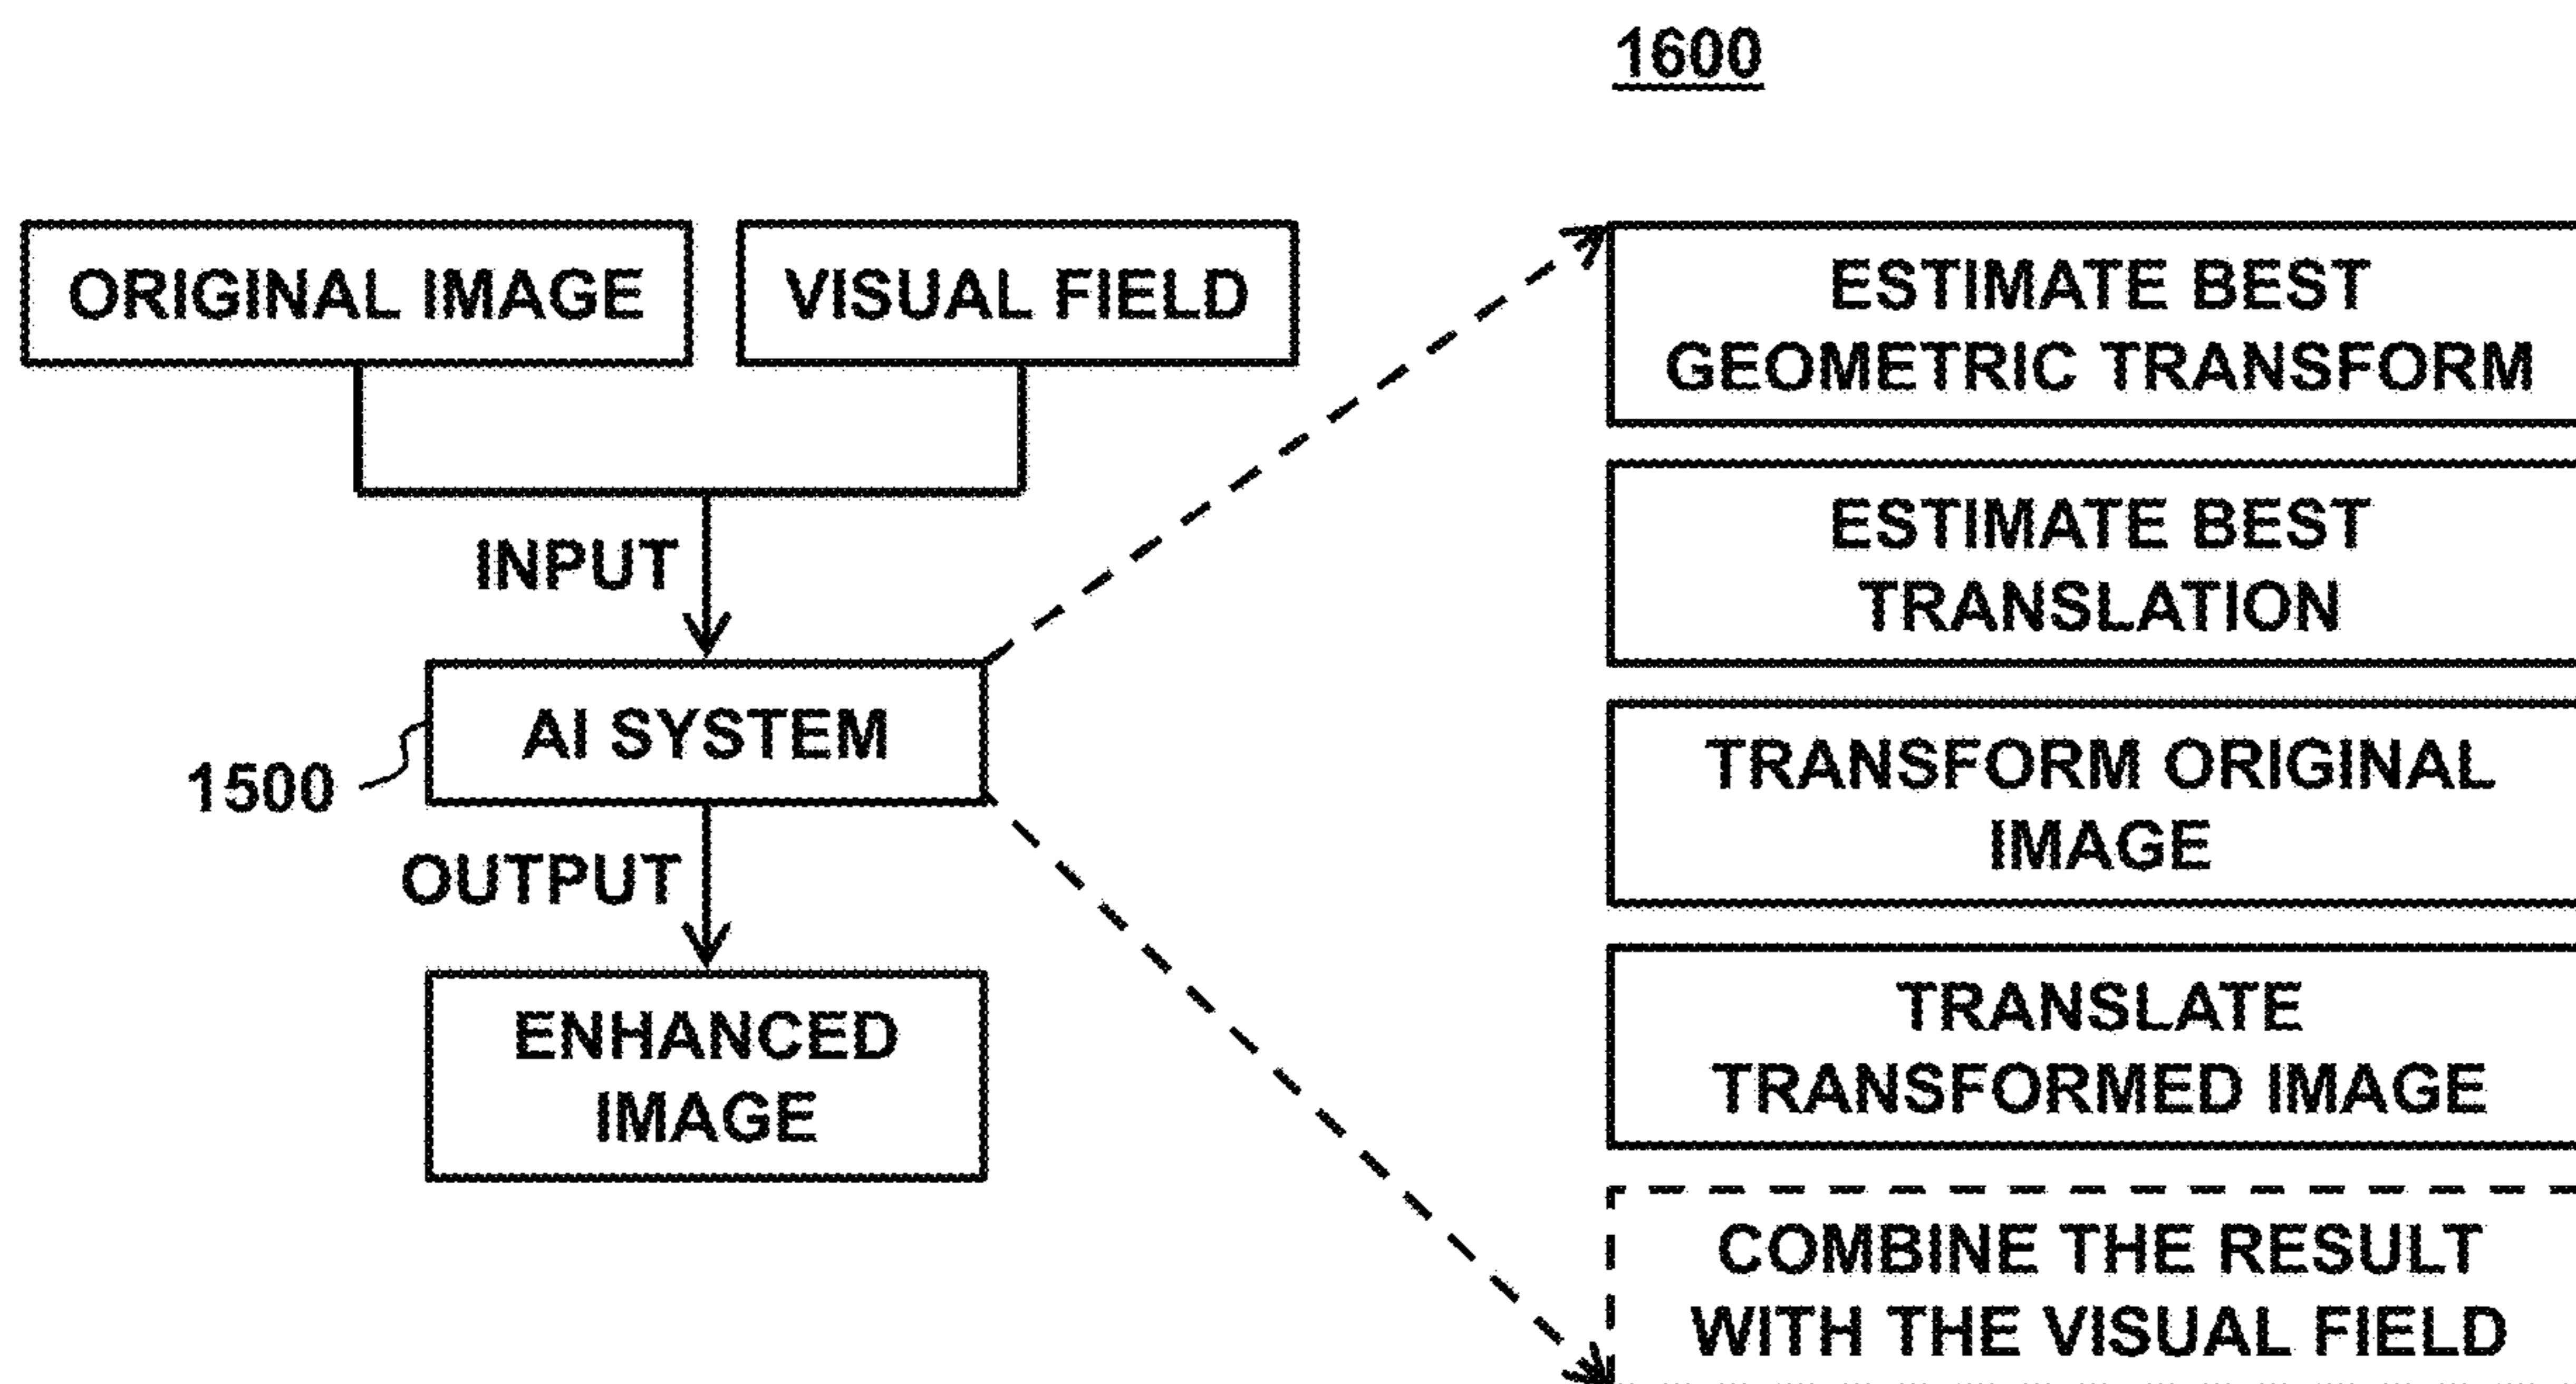 1600
ORIGINAL IMAGE
VISUAL FIELD
INPUT
AI SYSTEM
1500
OUTPUT
ENHANCED
IMAGE
ESTIMATE BEST
GEOMETRIC TRANSFORM
ESTIMATE BEST
TRANSLATION
TRANSFORM ORIGINAL
IMAGE
TRANSLATE
TRANSFORMED IMAGE
COMBINE THE RESULT
WITH THE VISUAL FIELD